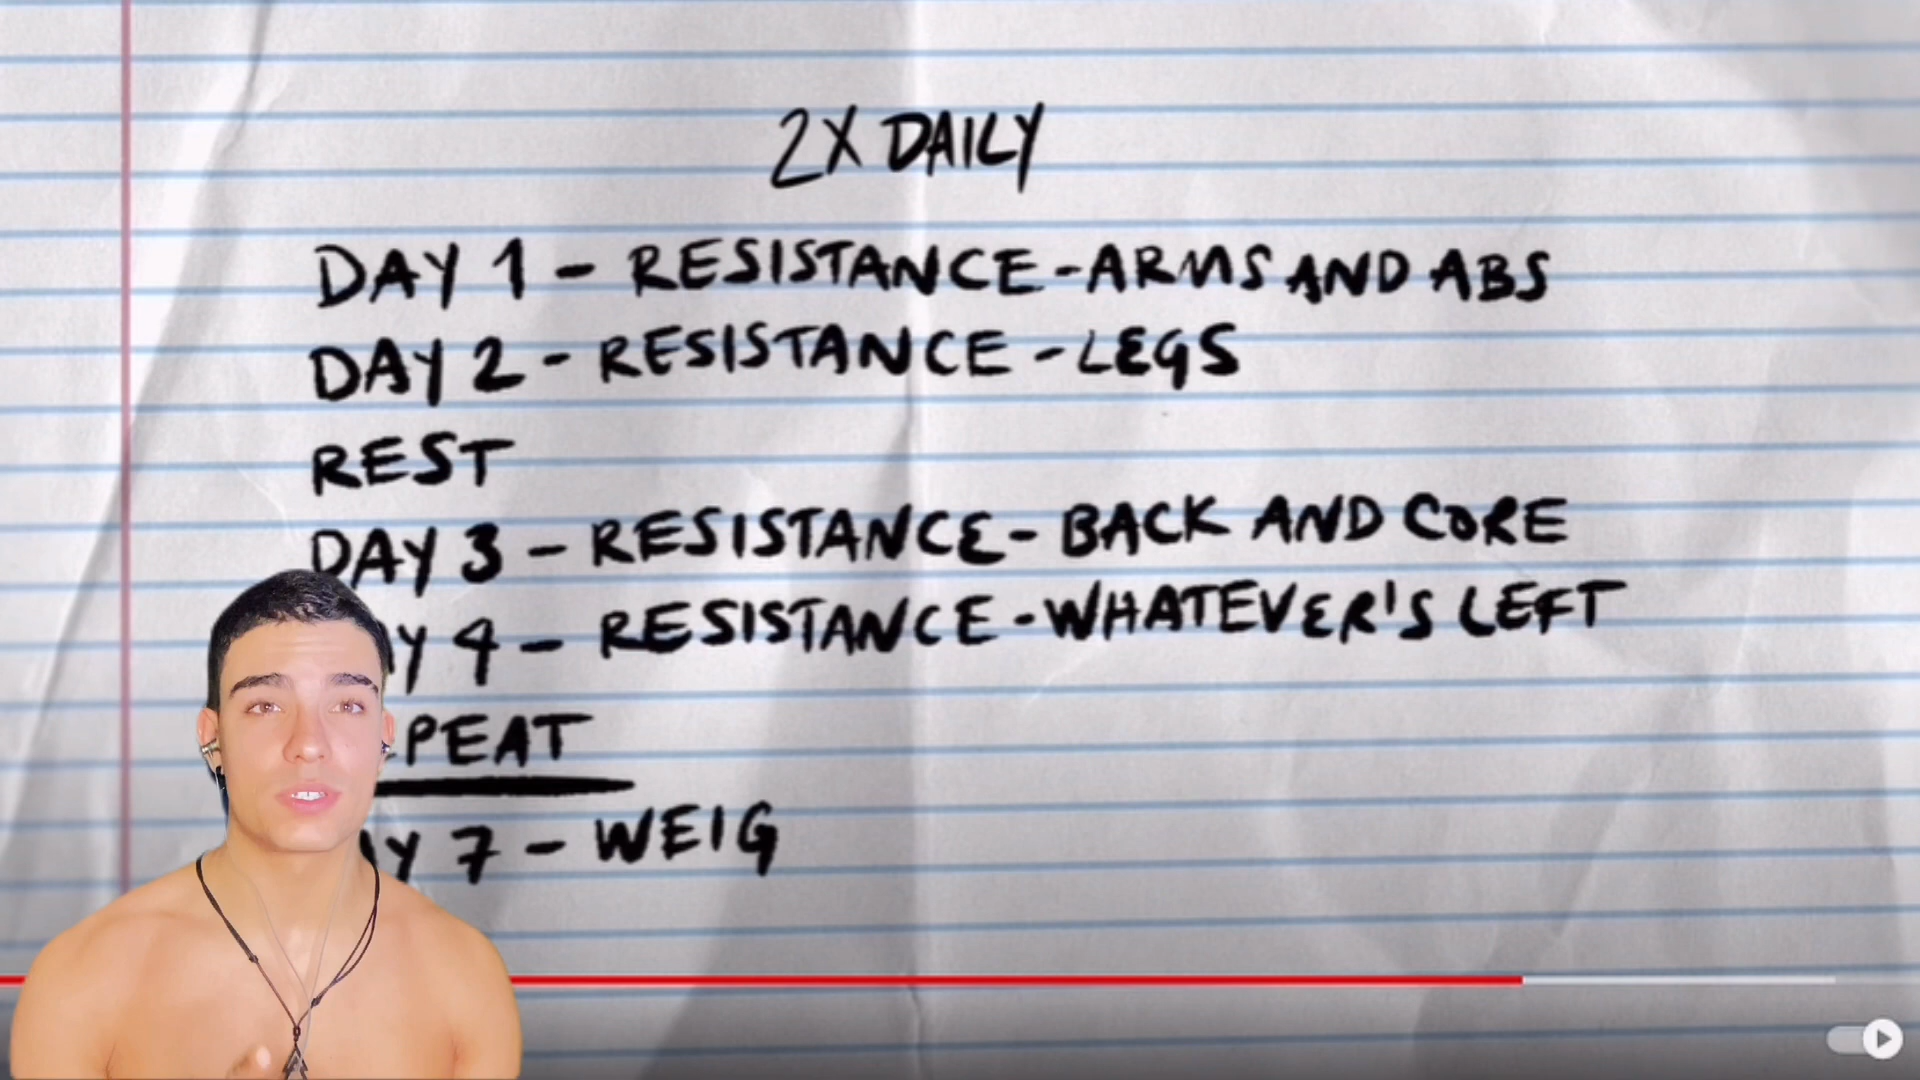 2X DAILY
DAY 1 - RESISTANCE - ARMS AND ABS
DAY 2 - RESISTANCE - LEGS
REST
DAY 3 - RESISTANCE - BACK AND CORE
Y 4 - RESISTANCE - WHATEVER'S LEFT
PEAT
Y 7 - WEIG